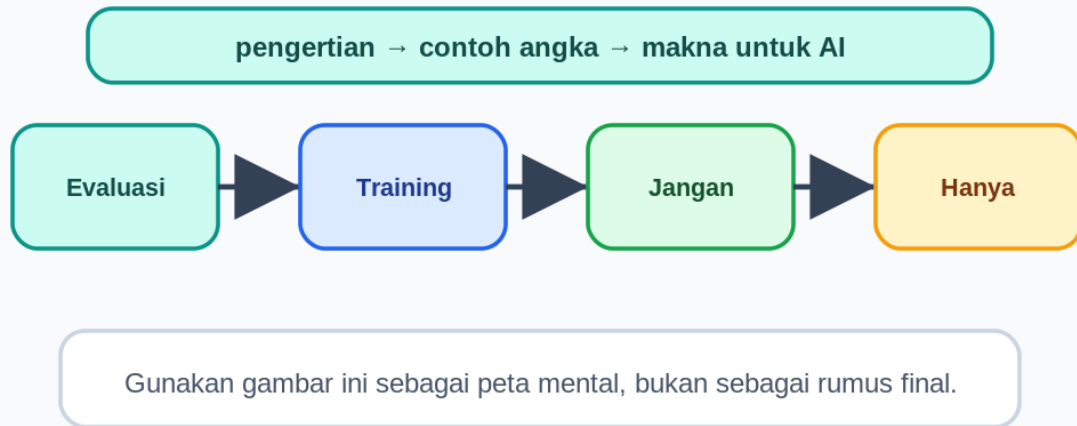 pengertian → contoh angka → makna untuk AI
Evaluasi
Training
Jangan
Hanya
Gunakan gambar ini sebagai peta mental, bukan sebagai rumus final.